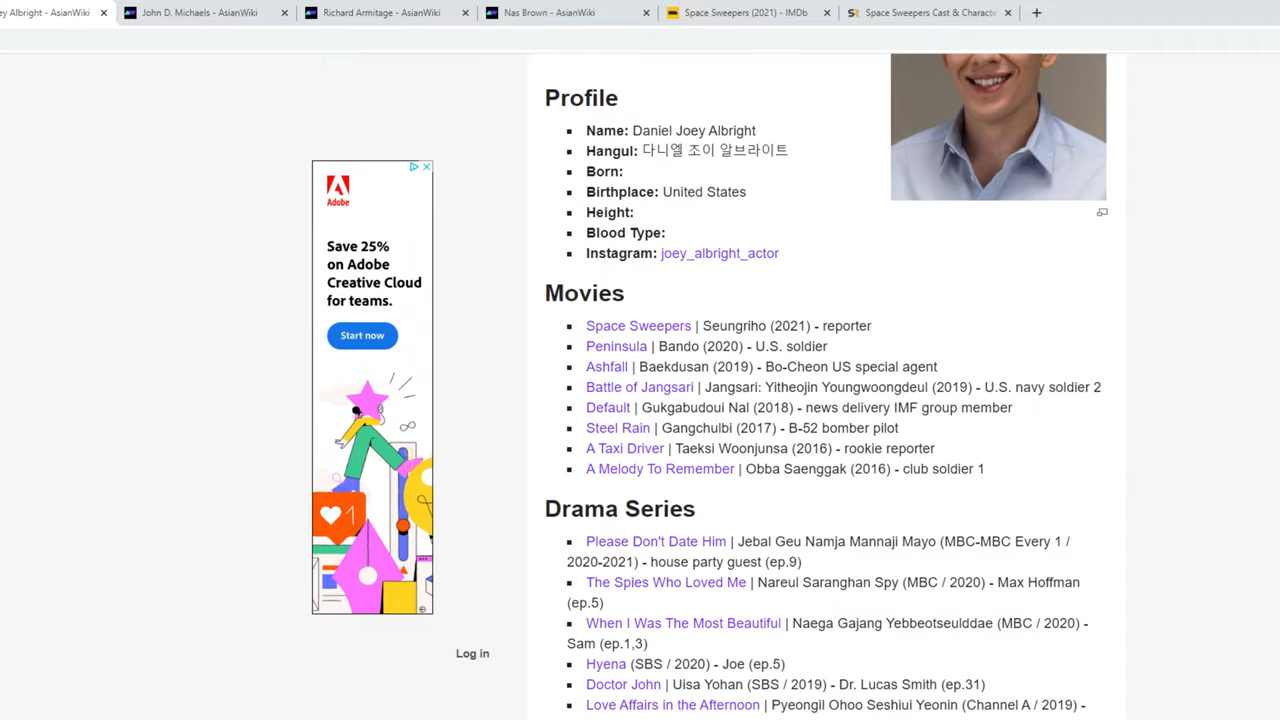 ey Albright - AsianWiki
John D. Michaels - AsianWiki
Richard Armitage - AsianWiki
Nas Brown - AsianWiki
Space Sweepers (2021) - IMDb
SR Space Sweepers Cast & Characte
Profile
Name: Daniel Joey Albright
Hangul: 다니엘 조이 알브라이트
Born:
Birthplace: United States
Height:
Blood Type:
Instagram: joey_albright_actor
Adobe
Save 25%
on Adobe
Creative Cloud
for teams.
Start now
1
Movies
Space Sweepers | Seungriho (2021) - reporter
Peninsula | Bando (2020) - U.S. soldier
Ashfall | Baekdusan (2019) - Bo-Cheon US special agent
Battle of Jangsari | Jangsari: Yitheojin Youngwoongdeul (2019) - U.S. navy soldier 2
Default | Gukgabudoui Nal (2018) - news delivery IMF group member
Steel Rain | Gangchulbi (2017) - B-52 bomber pilot
A Taxi Driver | Taeksi Woonjunsa (2016) - rookie reporter
A Melody To Remember | Obba Saenggak (2016) - club soldier 1
Drama Series
Please Don't Date Him | Jebal Geu Namja Mannaji Mayo (MBC-MBC Every 1 /
2020-2021) - house party guest (ep.9)
The Spies Who Loved Me | Nareul Saranghan Spy (MBC / 2020) - Max Hoffman
(ep.5)
When I Was The Most Beautiful | Naega Gajang Yebbeotseulddae (MBC / 2020) -
Sam (ep.1,3)
Hyena (SBS / 2020) - Joe (ep.5)
Doctor John | Uisa Yohan (SBS / 2019) - Dr. Lucas Smith (ep.31)
Love Affairs in the Afternoon | Pyeongil Ohoo Seshiui Yeonin (Channel A / 2019) -
Log in